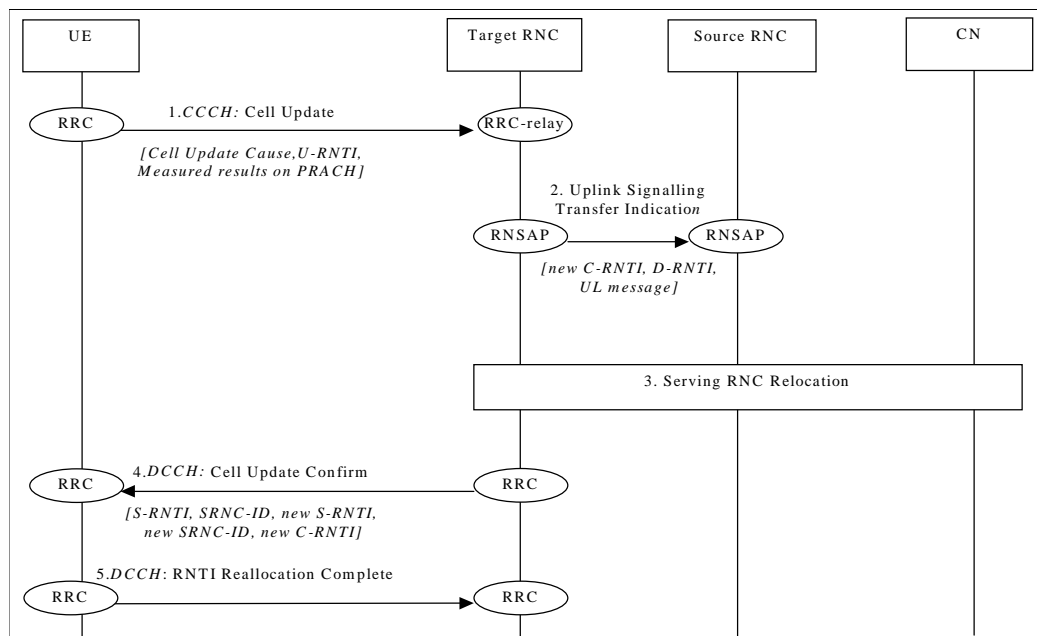 UE
Target RNC
Source RNC
CN
1.CCCH: Cell Update
RRC
RRC-relay
[Cell Update Cause,U-RNTI,
Measured results on PRACH]
2. Uplink Signalling
Transfer Indication
RNSAP
RNSAP
[new C-RNTI, D-RNTI,
UL message]
3. Serving RNC Relocation
4.DCCH: Cell Update Confirm
RRC
RRC
[S-RNTI, SRNC-ID, new S-RNTI,
new SRNC-ID, new C-RNTI]
5.DCCH: RNTI Reallocation Complete
RRC
RRC